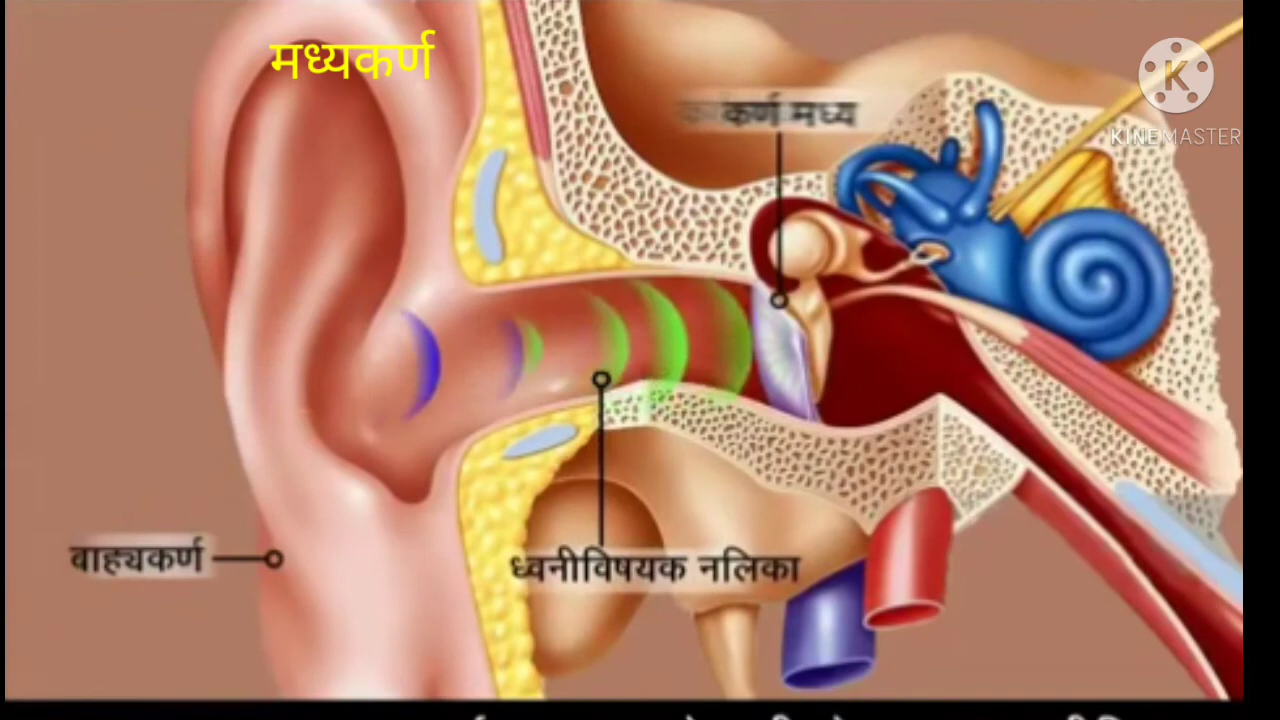 मध्यकर्ण
कर्ण मध्य
K
KINEMASTER
बाह्यकर्ण
ध्वनीविषयक नलिका